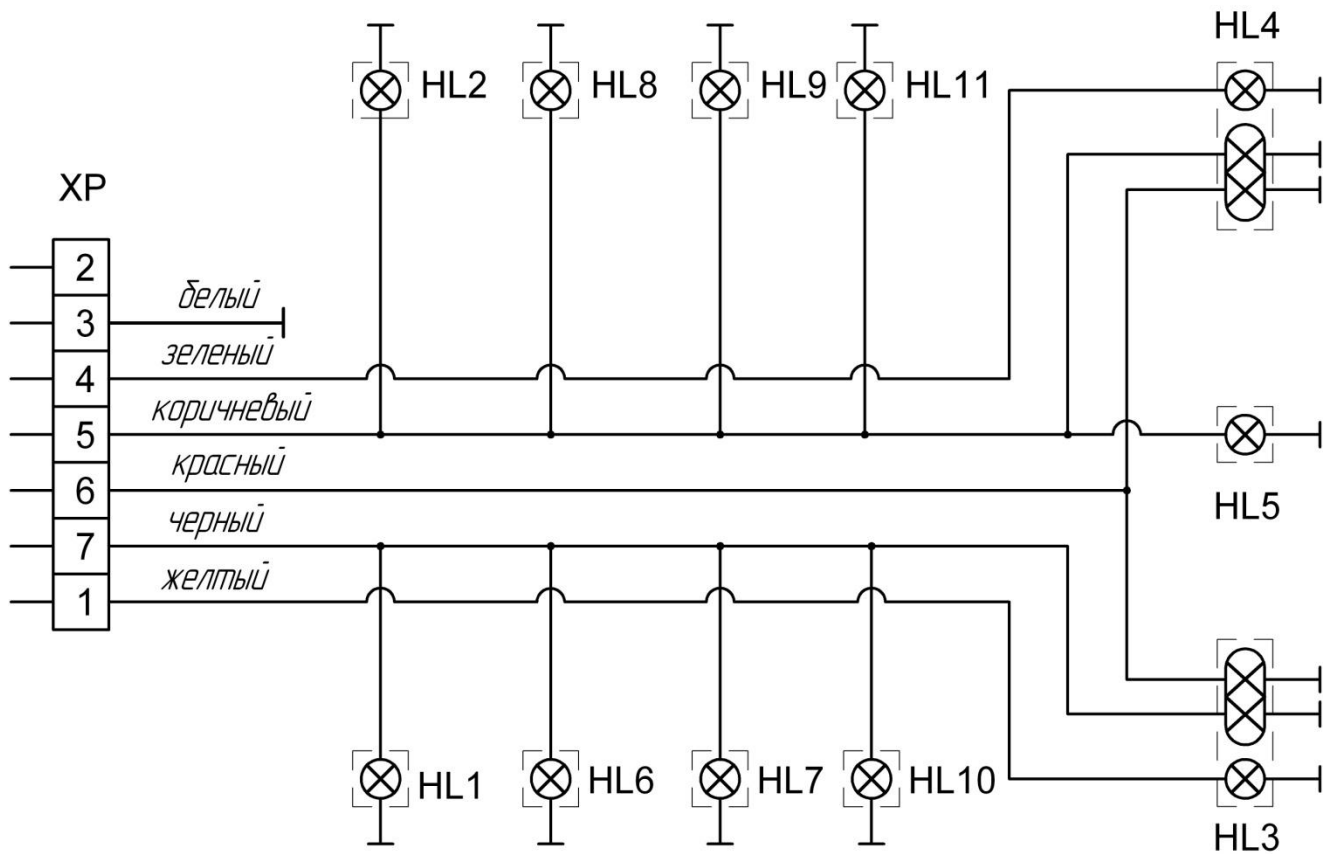 HL4
HL2
HL8
HL9
HL11
XP
2
белый
3
зеленый
4
коричневый
5
красный
6
HL5
черный
7
желтый
1
HL1
HL6
HL7
HL10
HL3